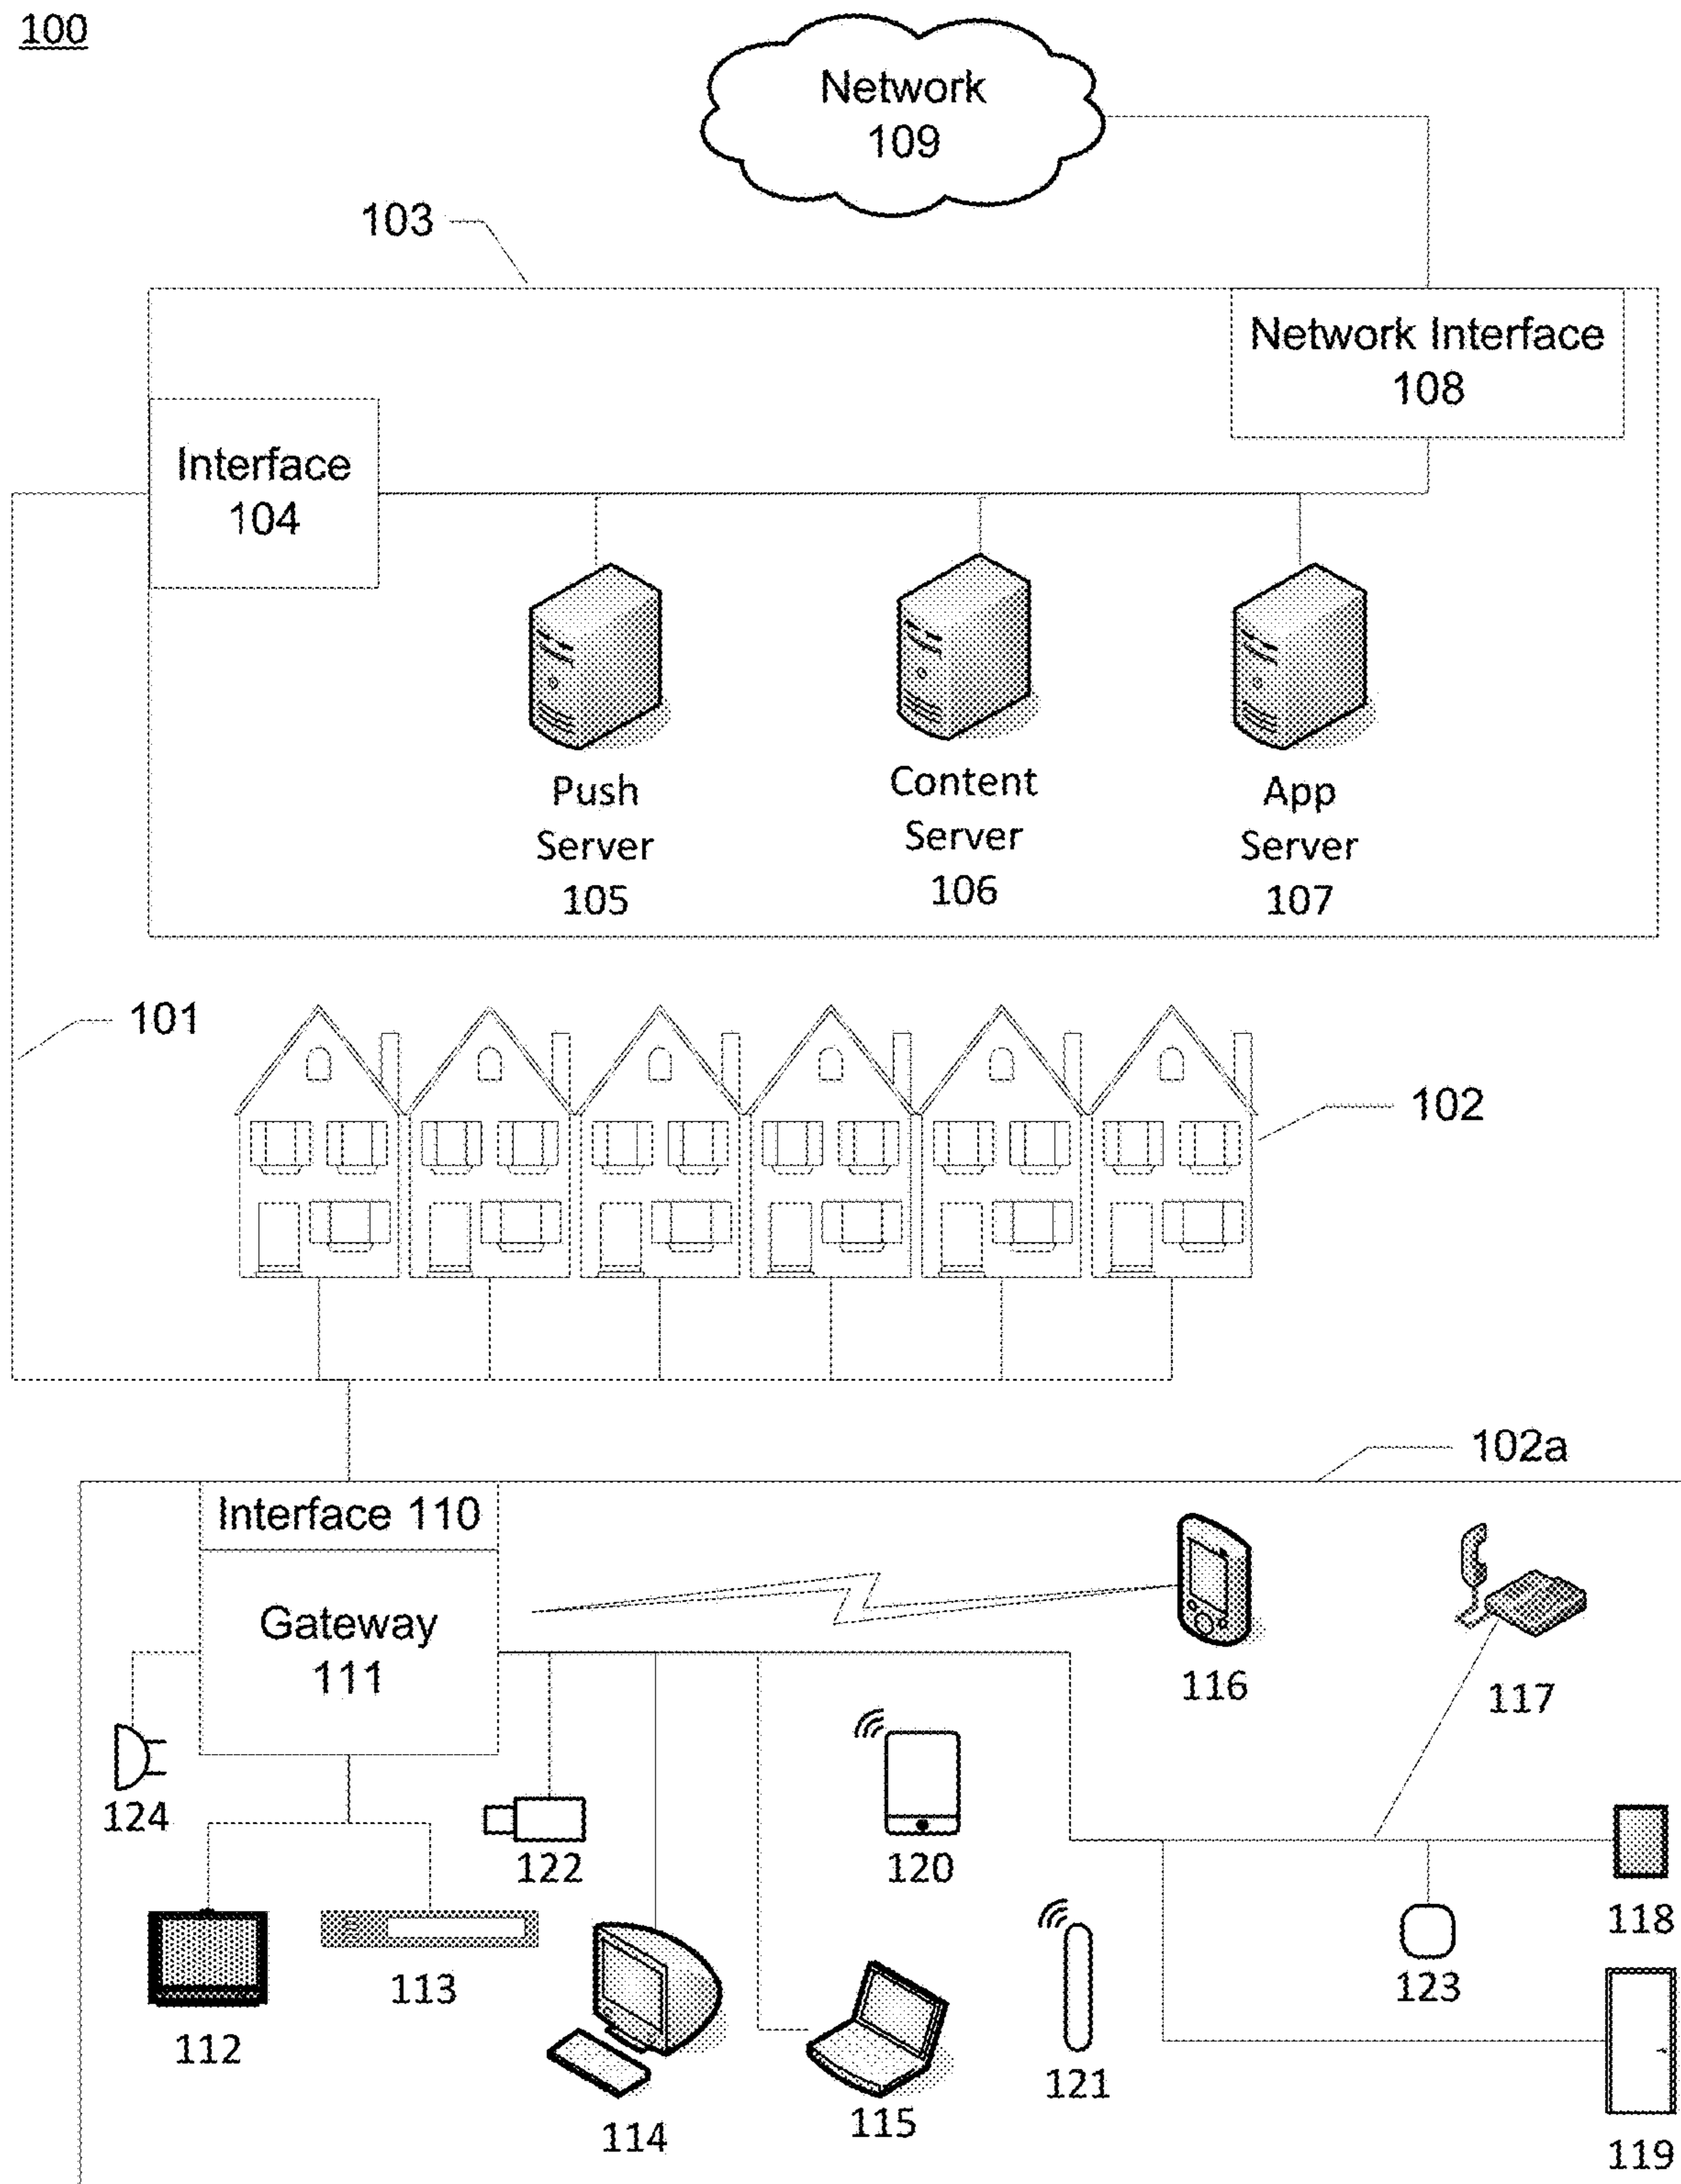 100
Network
109
103
Network Interface
108
Interface
104
Push
Server
105
Content
Server
106
App
Server
107
101
102
102a
Interface 110
Gateway
111
116
117
124
122
120
118
112
113
123
114
115
121
119